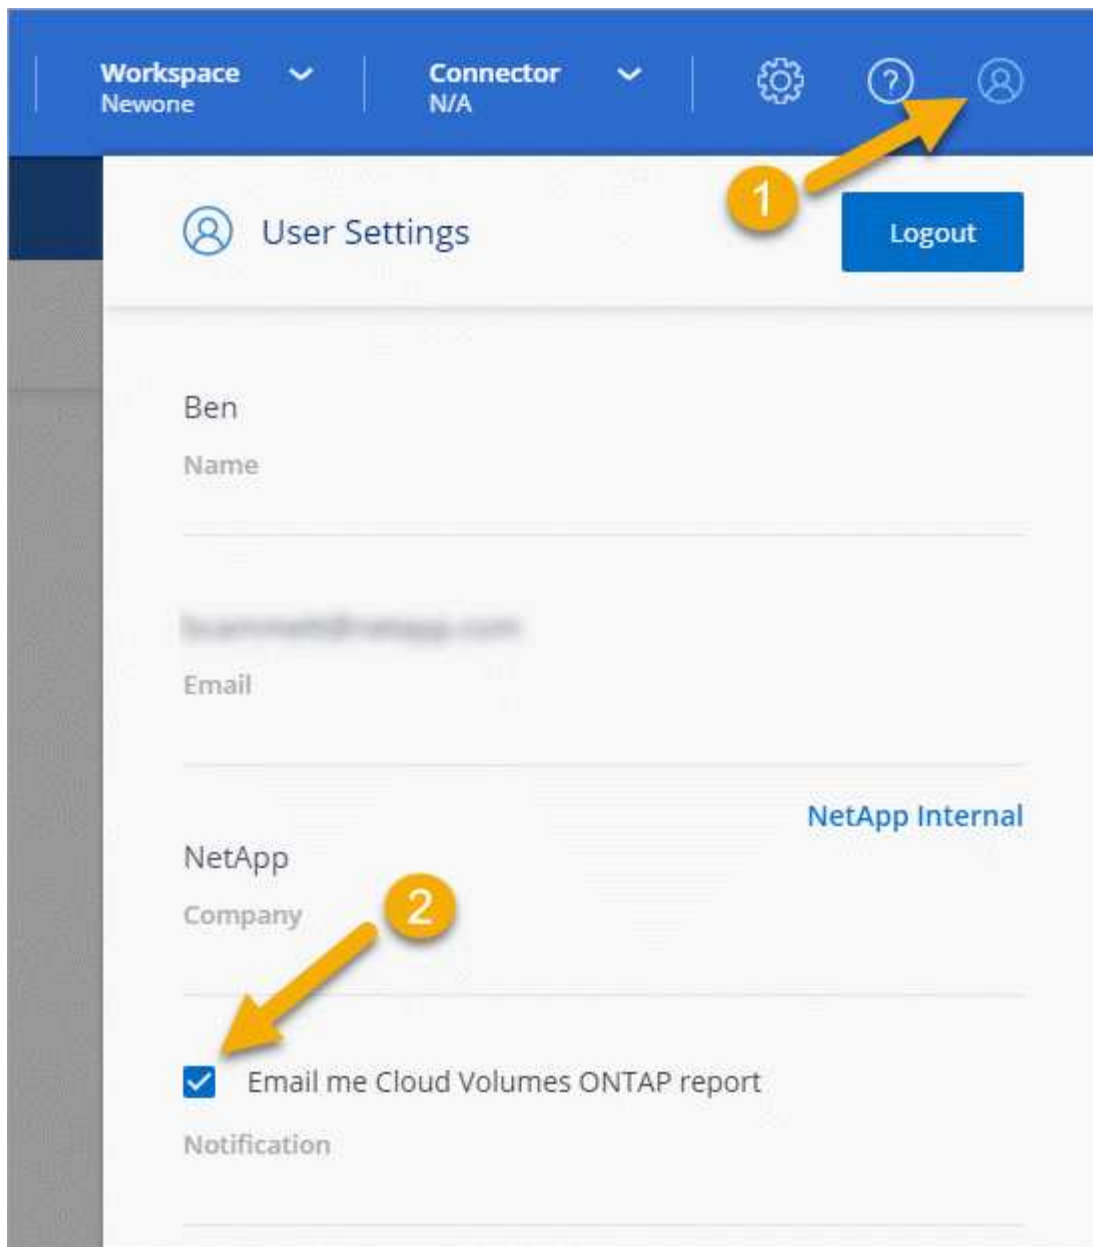 Workspace
Newone
Connector
N/A
?
1
User Settings
Logout
Ben
Name
Email
NetApp Internal
NetApp
Company
2
Email me Cloud Volumes ONTAP report
Notification